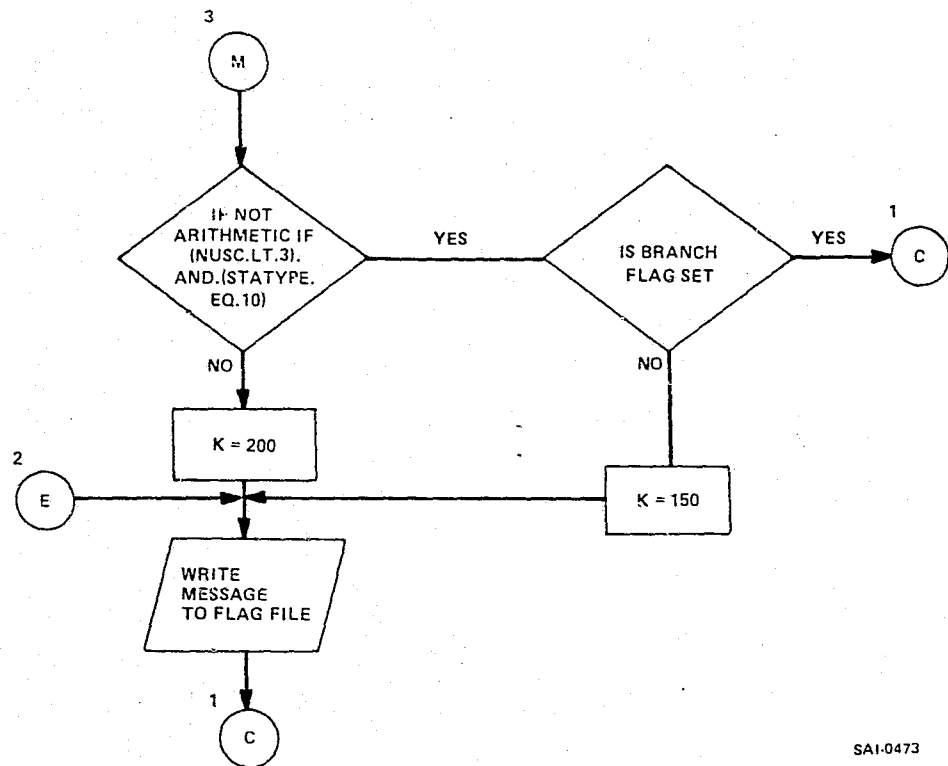 3
M
IF NOT
ARITHMETIC IF
(NUSC.LT.3).
AND.(STATYPE.
EQ.10)
YES
IS BRANCH
FLAG SET
YES
1
C
NO
NO
K = 200
2
E
K = 150
WRITE
MESSAGE
TO FLAG FILE
1
C
SAI-0473